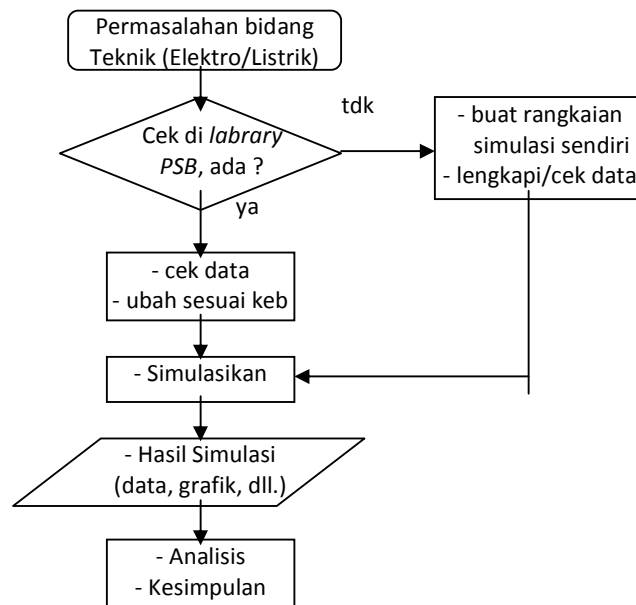 Permasalahan bidang
Teknik (Elektro/Listrik)
tdk
Cek di labrary
PSB, ada ?
- buat rangkaian
simulasi sendiri
- lengkapi/cek data
ya
- cek data
- ubah sesuai keb
- Simulasikan
- Hasil Simulasi
(data, grafik, dll.)
- Analisis
- Kesimpulan